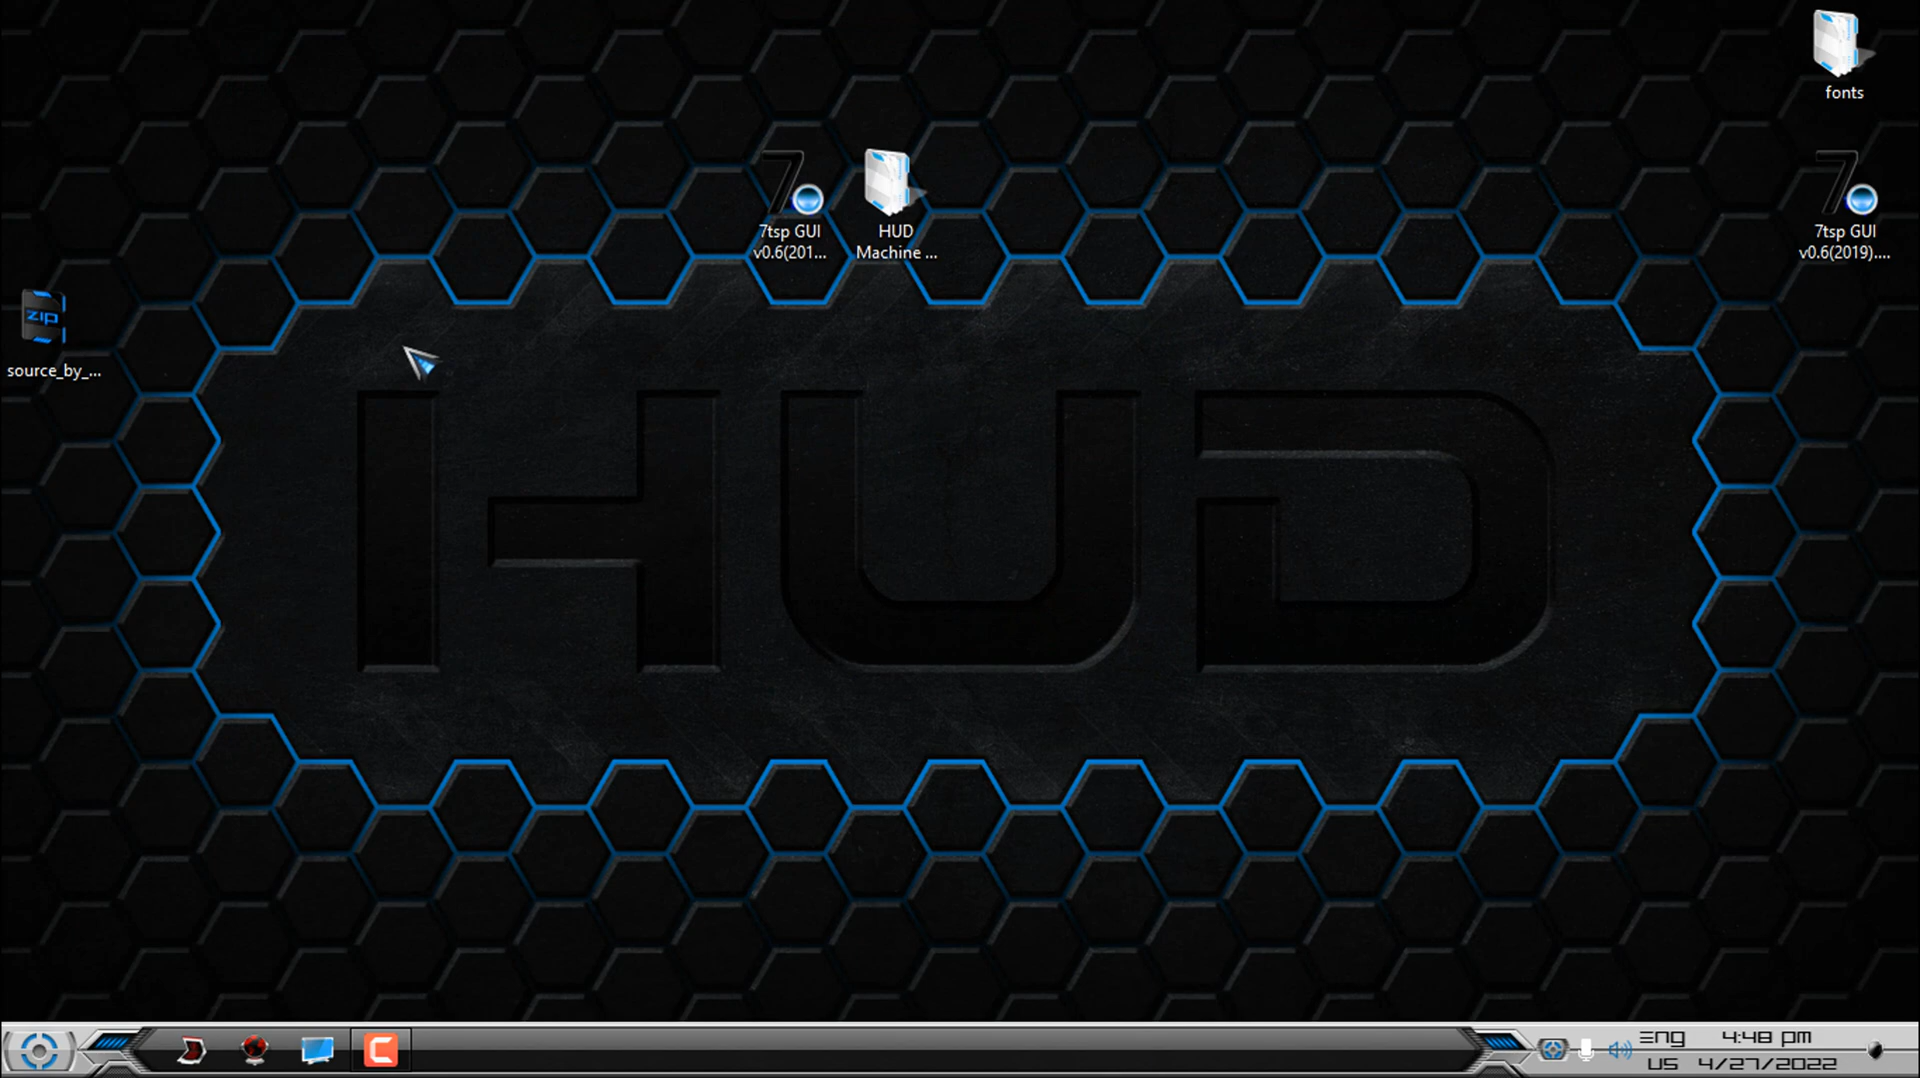 fonts
7tsp GUI
v0.6(201...
HUD
Machine ...
7tsp GUI
v0.6(2019)....
zip
source_by_...
HUD
ENG
4:48 PM
US
4/27/2022